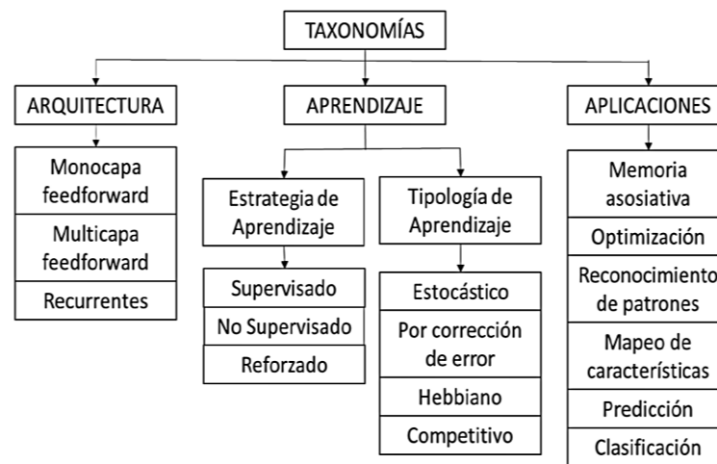 TAXONOMÍAS
ARQUITECTURA
Monocapa
feedforward
Multicapa
feedforward
Recurrentes
APRENDIZAJE
Estrategia de
Aprendizaje
Supervisado
No Supervisado
Reforzado
Tipología de
Aprendizaje
Estocástico
Por corrección
de error
Hebbiano
Competitivo
APLICACIONES
Memoria
asosiativa
Optimización
Reconocimiento
de patrones
Mapeo de
características
Predicción
Clasificación